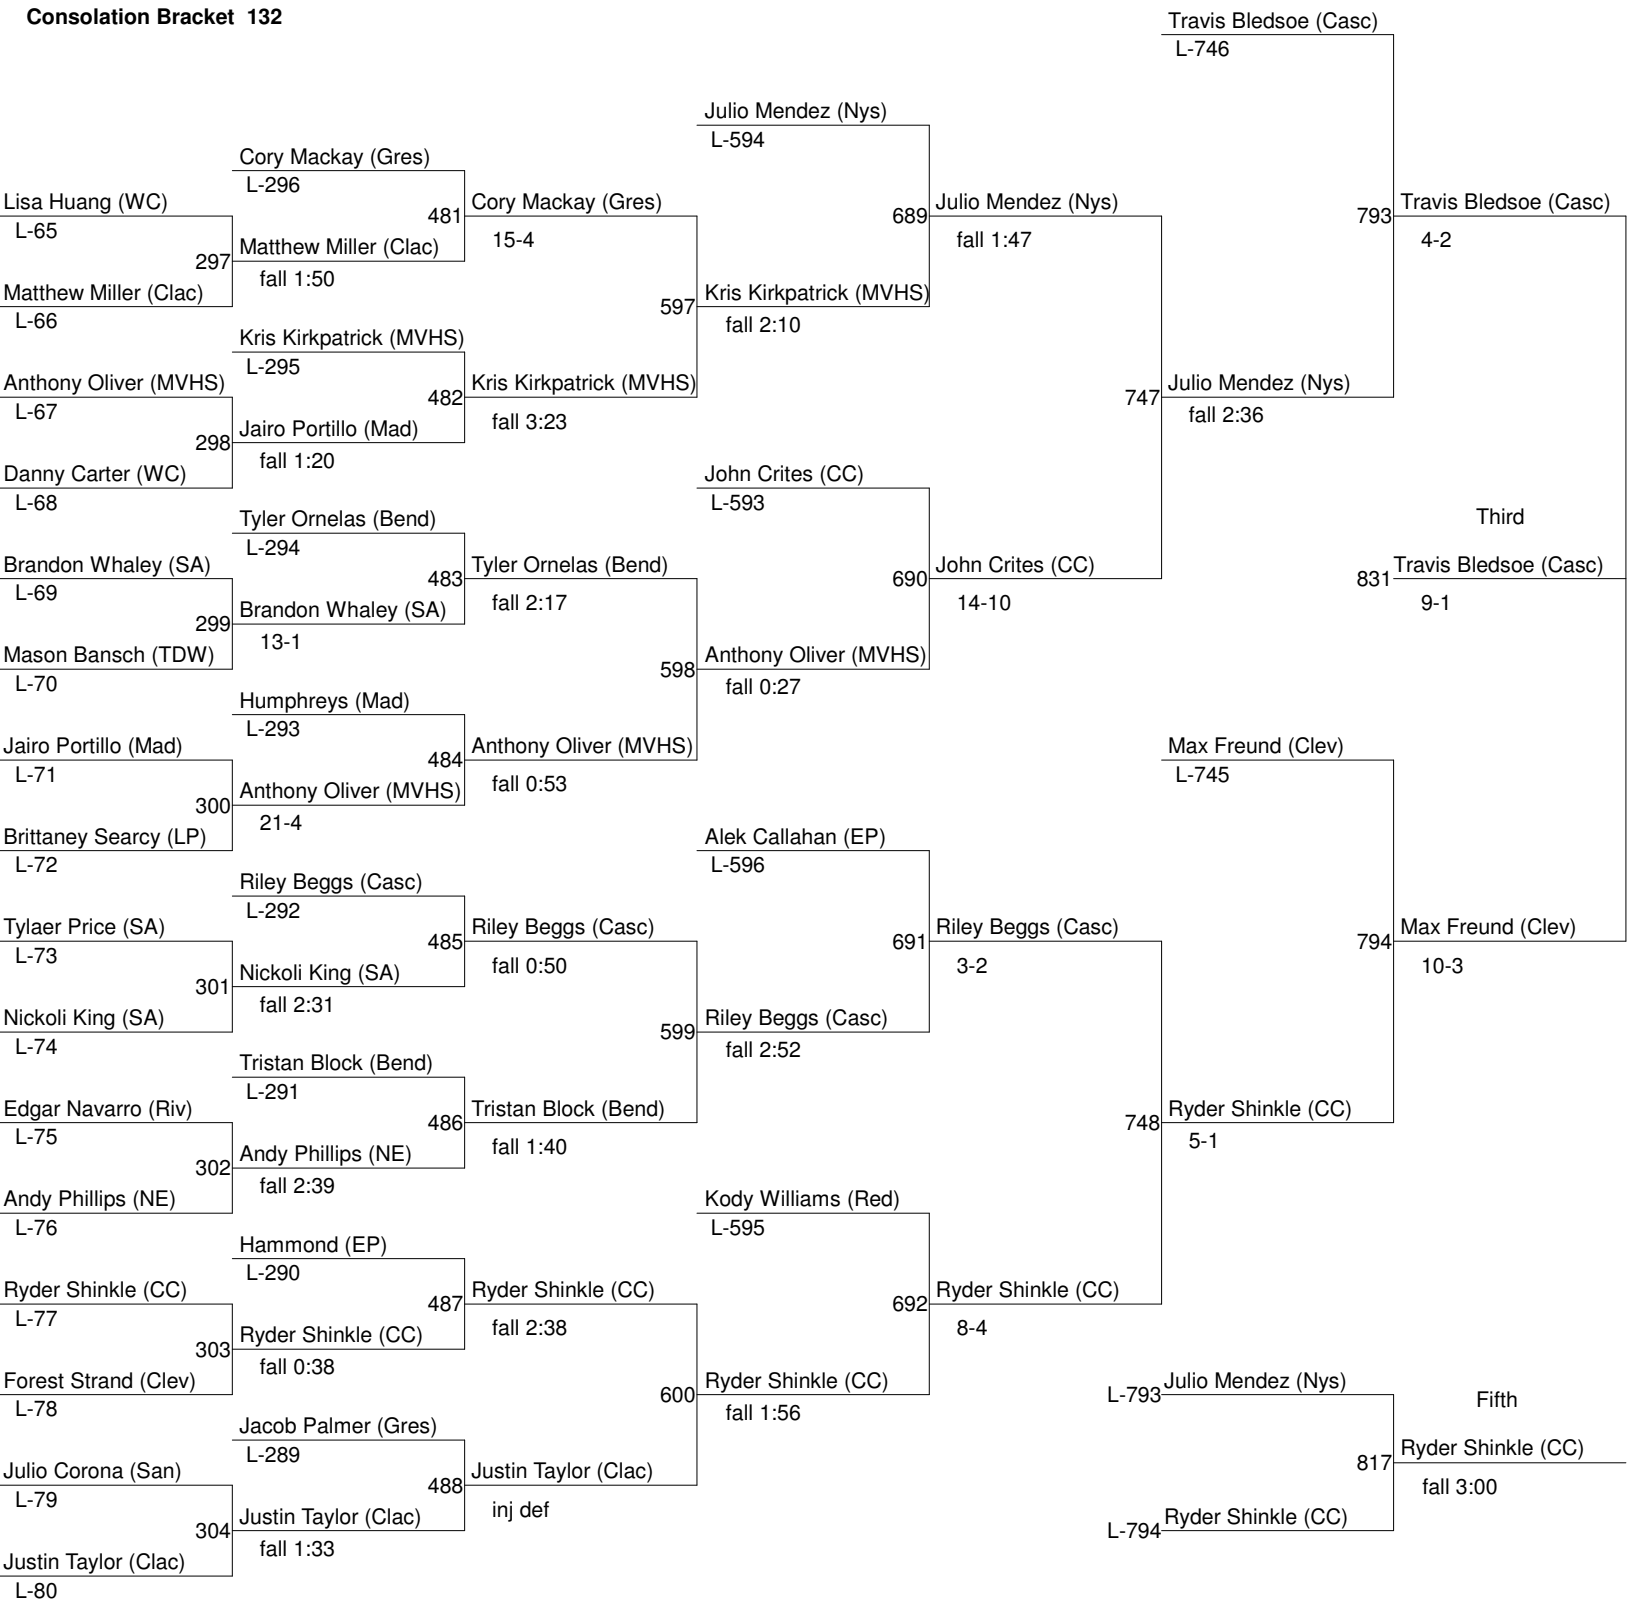 Consolation Bracket 132
Travis Bledsoe (Casc)
L-746
Julio Mendez (Nys)
L-594
Cory Mackay (Gres)
L-296
Lisa Huang (WC)
481 Cory Mackay (Gres)
689 Julio Mendez (Nys)
793 Travis Bledsoe (Casc)
L-65
15-4
fall 1:47
4-2
297 Matthew Miller (Clac)
fall 1:50
Matthew Miller (Clac)
597 Kris Kirkpatrick (MVHS)
L-66
fall 2:10
Kris Kirkpatrick (MVHS)
L-295
Anthony Oliver (MVHS)
482 Kris Kirkpatrick (MVHS)
747 Julio Mendez (Nys)
L-67
fall 3:23
fall 2:36
298 Jairo Portillo (Mad)
fall 1:20
Danny Carter (WC)
John Crites (CC)
L-68
L-593
Tyler Ornelas (Bend)
Third
L-294
Brandon Whaley (SA)
483 Tyler Ornelas (Bend)
690 John Crites (CC)
831 Travis Bledsoe (Casc)
L-69
fall 2:17
14-10
9-1
299 Brandon Whaley (SA)
13-1
Mason Bansch (TDW)
598 Anthony Oliver (MVHS)
L-70
fall 0:27
Humphreys (Mad)
L-293
Jairo Portillo (Mad)
484 Anthony Oliver (MVHS)
Max Freund (Clev)
L-71
fall 0:53
L-745
300 Anthony Oliver (MVHS)
21-4
Brittaney Searcy (LP)
Alek Callahan (EP)
L-72
L-596
Riley Beggs (Casc)
L-292
Tylaer Price (SA)
485 Riley Beggs (Casc)
691 Riley Beggs (Casc)
794 Max Freund (Clev)
L-73
fall 0:50
3-2
10-3
301 Nickoli King (SA)
fall 2:31
Nickoli King (SA)
599 Riley Beggs (Casc)
L-74
fall 2:52
Tristan Block (Bend)
L-291
Edgar Navarro (Riv)
486 Tristan Block (Bend)
748 Ryder Shinkle (CC)
L-75
fall 1:40
5-1
302 Andy Phillips (NE)
fall 2:39
Andy Phillips (NE)
Kody Williams (Red)
L-76
L-595
Hammond (EP)
L-290
Ryder Shinkle (CC)
487 Ryder Shinkle (CC)
692 Ryder Shinkle (CC)
L-77
fall 2:38
8-4
303 Ryder Shinkle (CC)
fall 0:38
Forest Strand (Clev)
600 Ryder Shinkle (CC)
L-793 Julio Mendez (Nys)
L-78
fall 1:56
Fifth
Jacob Palmer (Gres)
L-289
817 Ryder Shinkle (CC)
fall 3:00
Julio Corona (San)
488 Justin Taylor (Clac)
L-79
inj def
304 Justin Taylor (Clac)
L-794 Ryder Shinkle (CC)
fall 1:33
Justin Taylor (Clac)
L-80